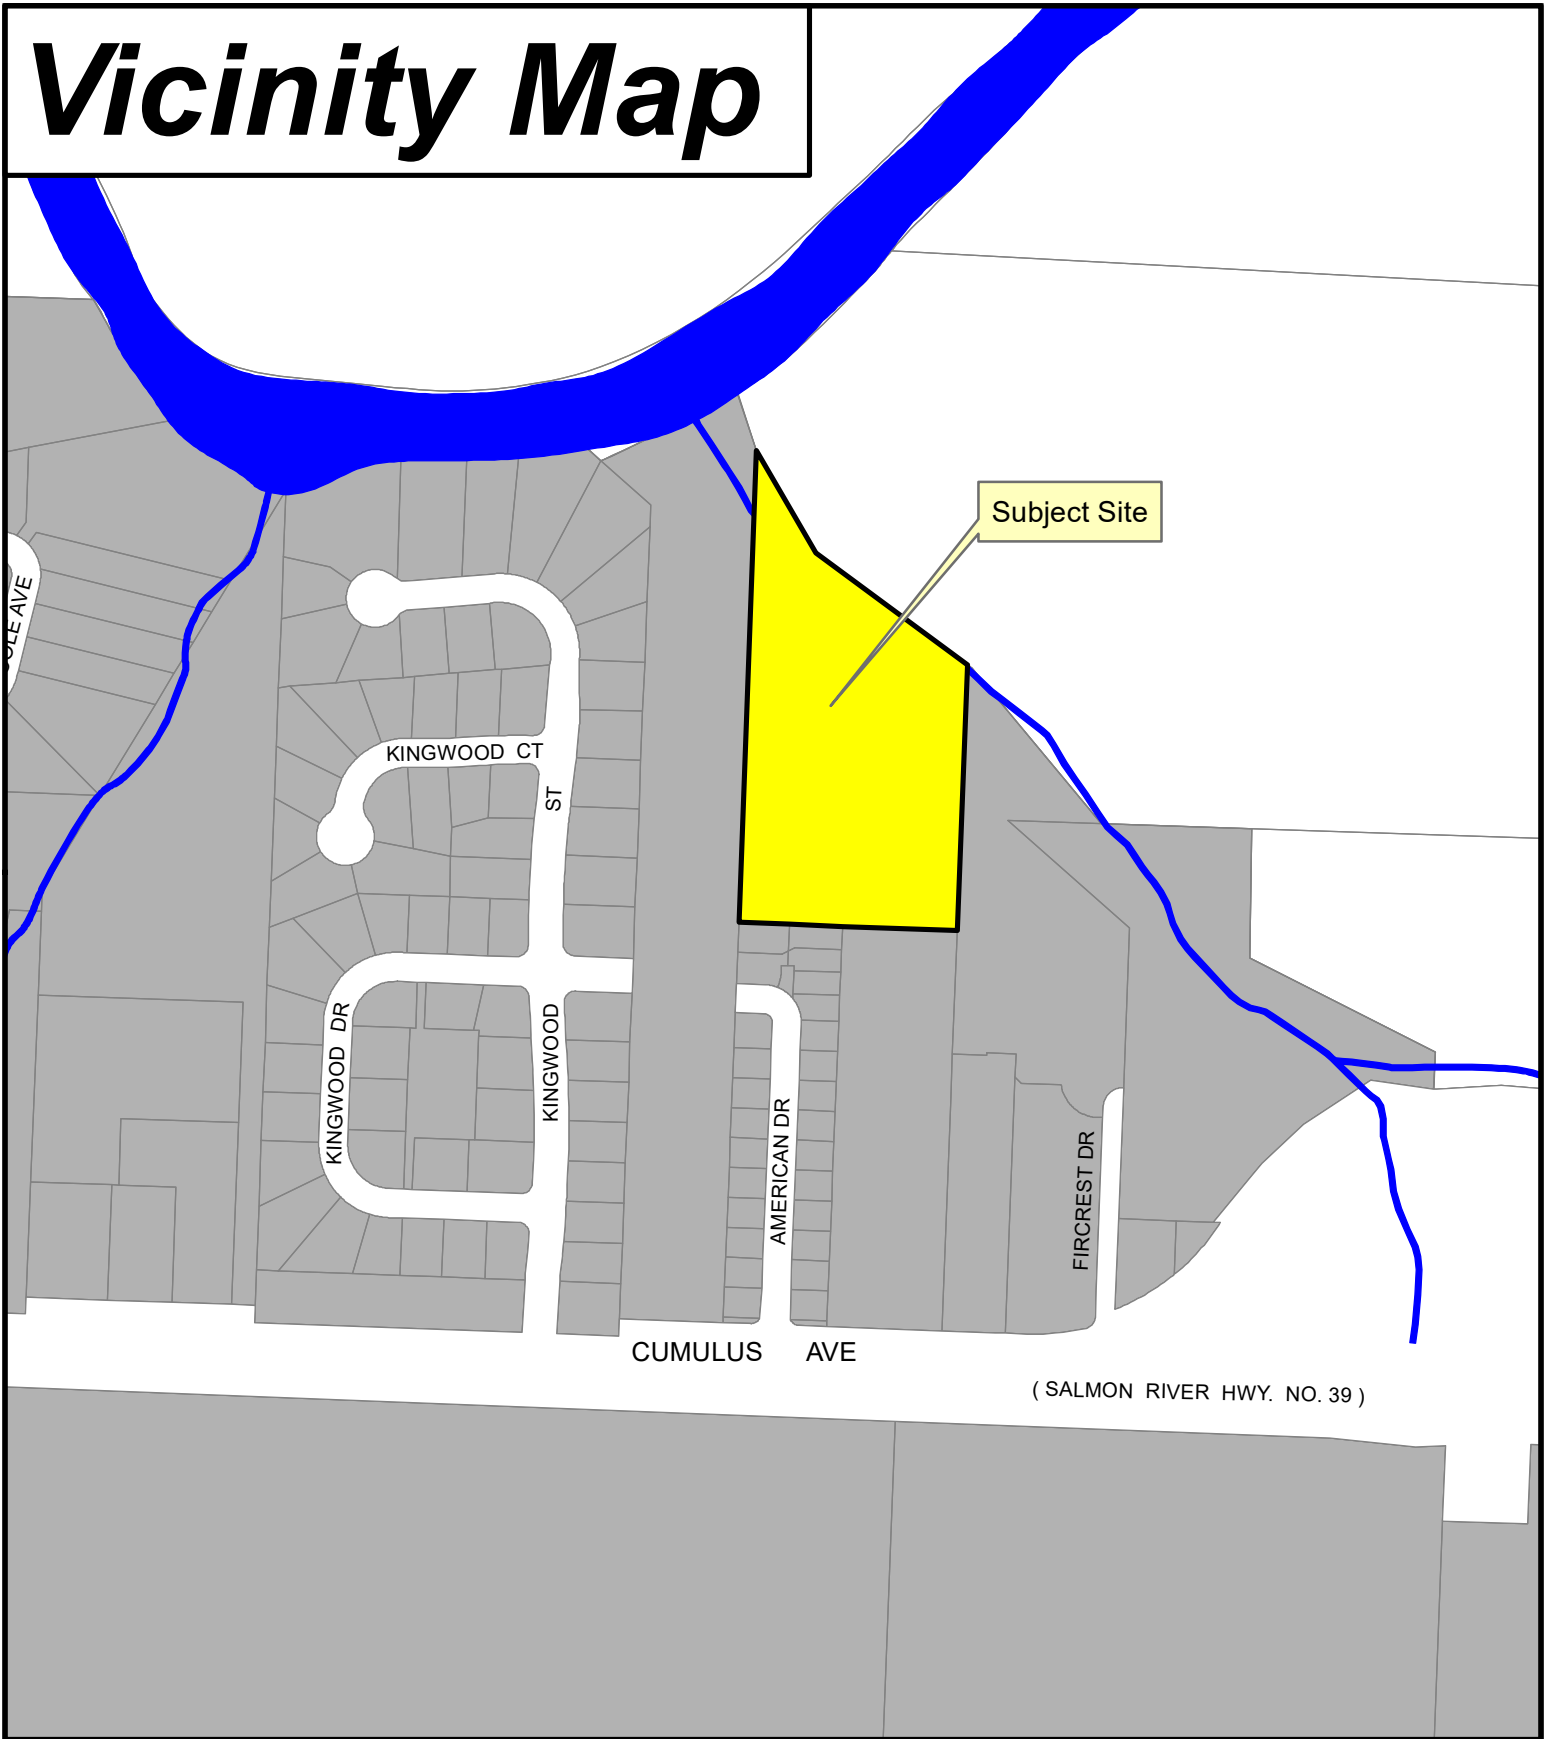 Vicinity Map
Subject Site
AVE
KINGWOOD CT
ST
KINGWOOD DR
KINGWOOD
AMERICAN DR
FIRCREST DR
CUMULUS AVE
( SALMON RIVER HWY. NO. 39 )